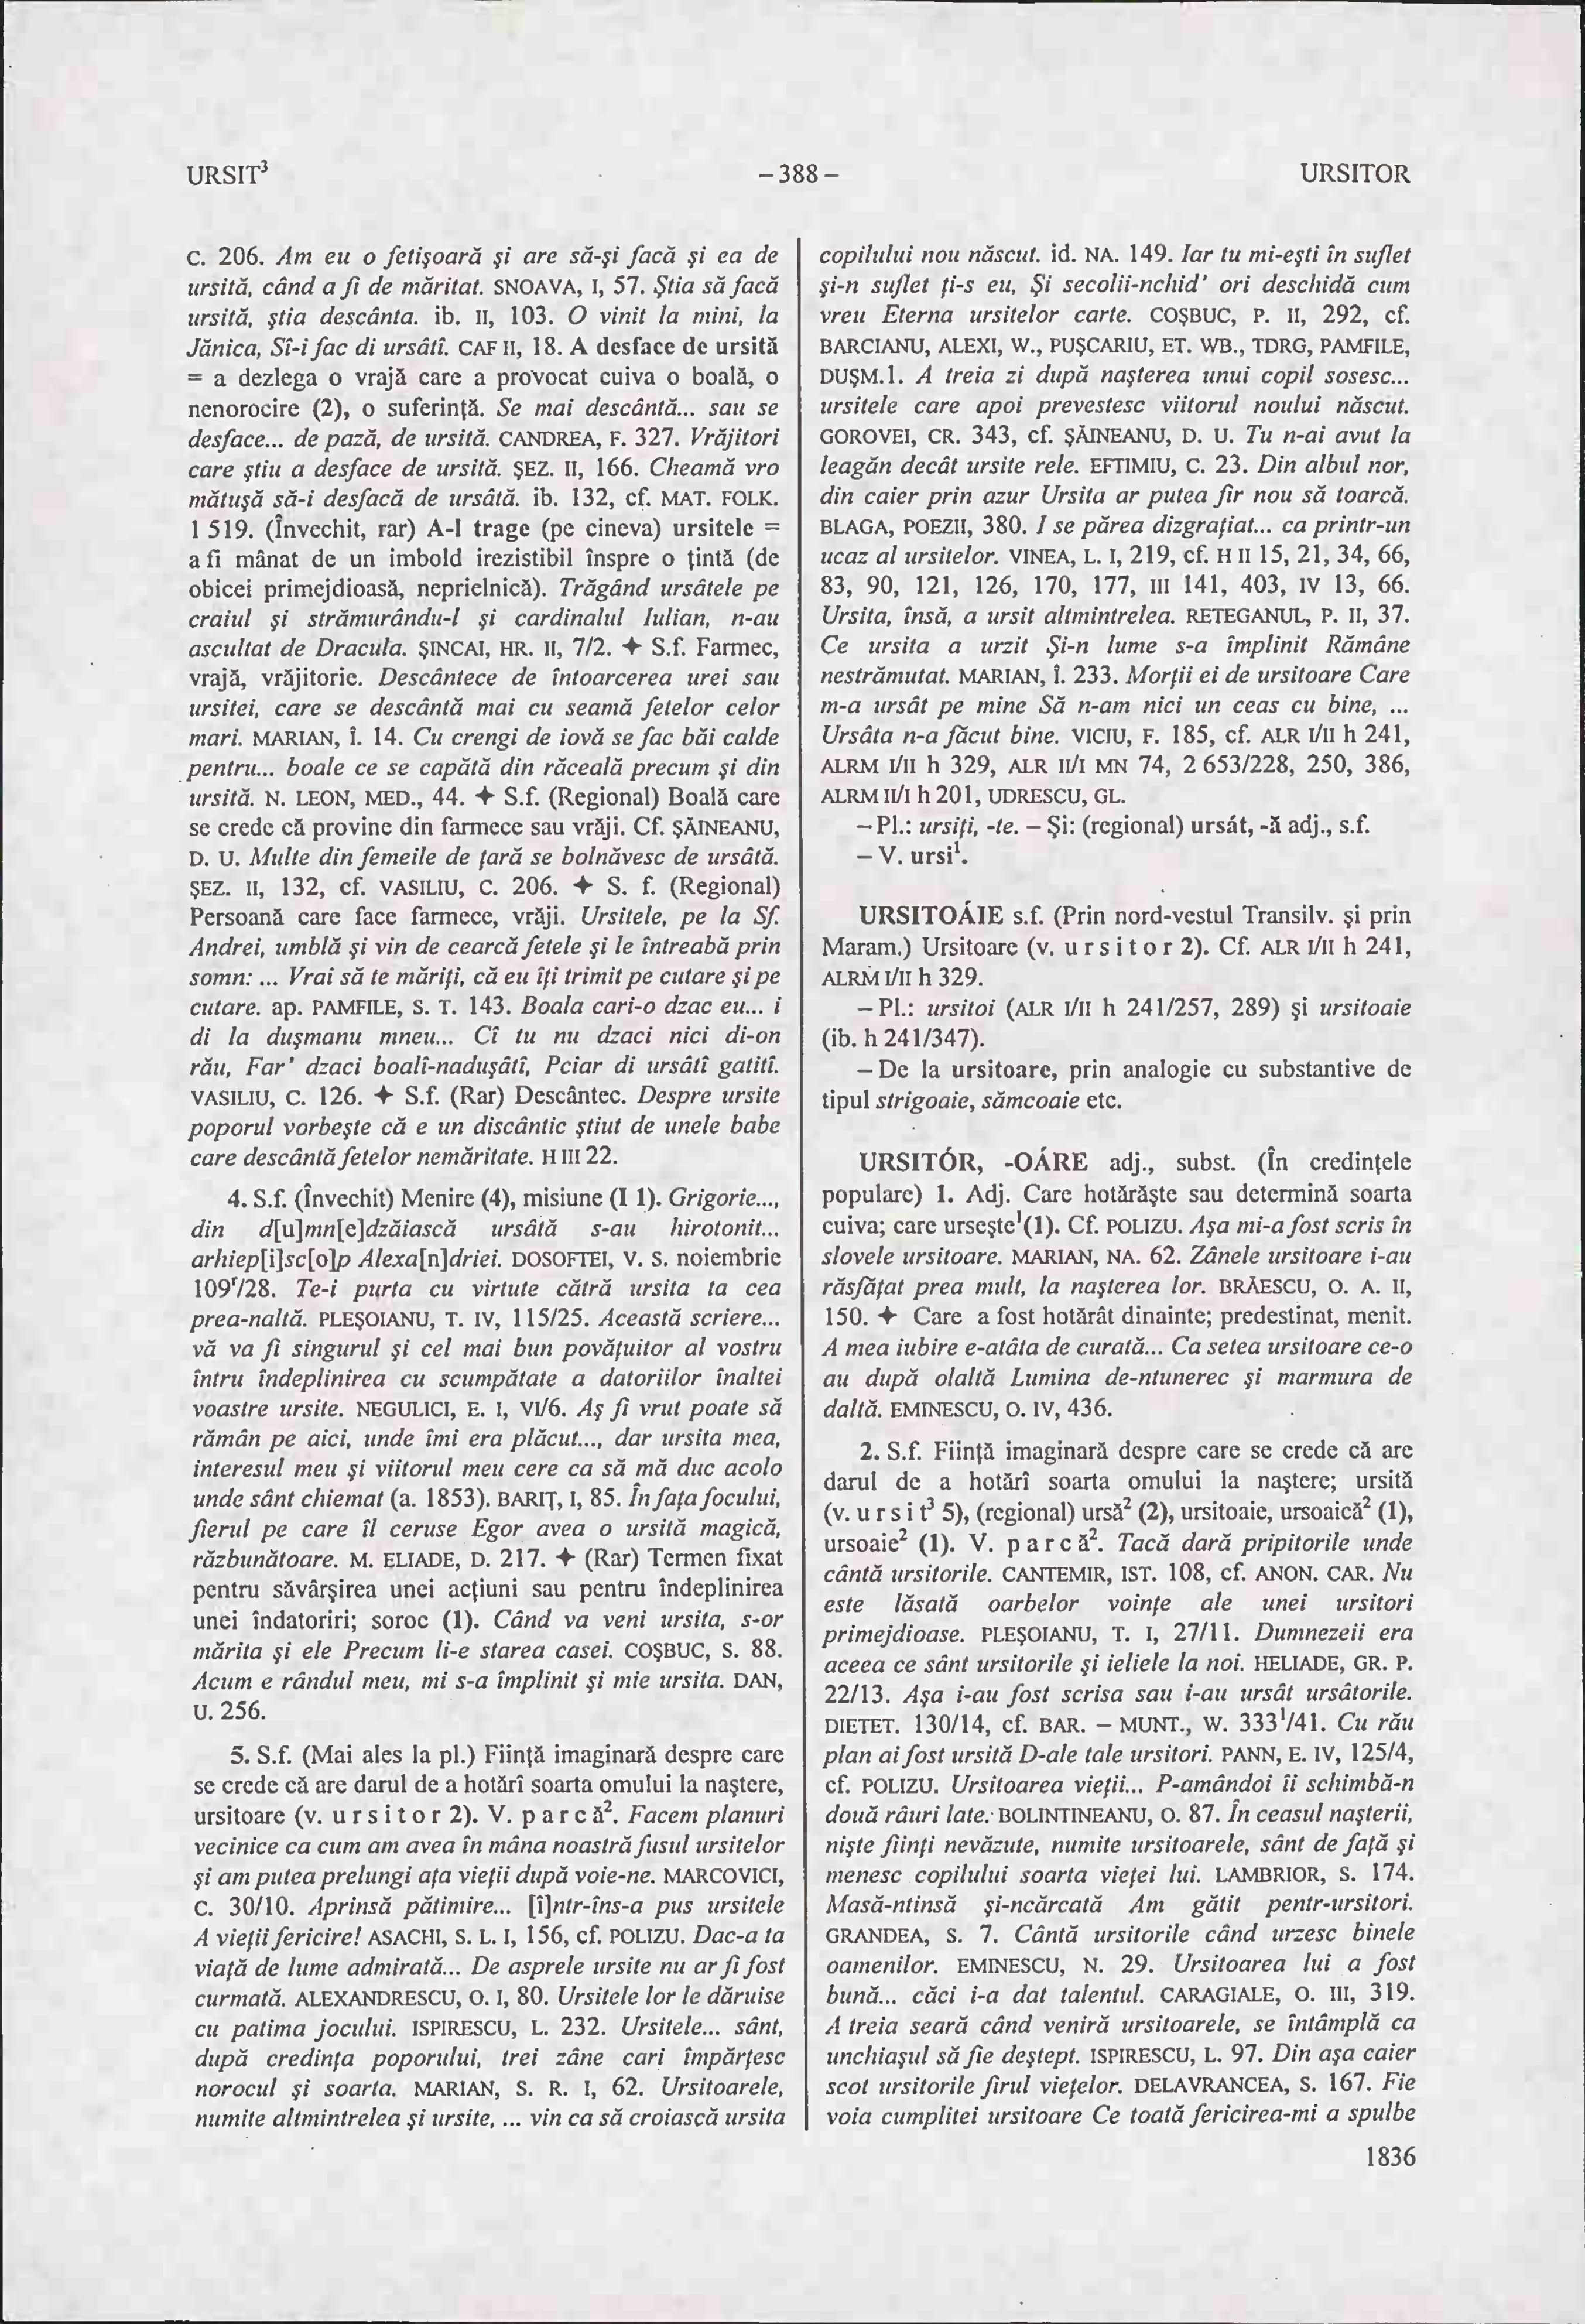 URSIT³ – 388 – URSITOR
C. 206. Am eu o fetişoară şi are să-şi facă şi ea de
ursită, când a fi de măritat. SNOAVA, I, 57. Ştia să facă
ursită, ştia descânta. ib. II, 103. O vinit la mini, la
Jănica, Sî-i fac di ursâtî. CAF II, 18. A desface de ursită
= a dezlega o vrajă care a provocat cuiva o boală, o
nenorocire (2), o suferinţă. Se mai descântă... sau se
desface... de pază, de ursită. CANDREA, F. 327. Vrăjitori
care ştiu a desface de ursită. ŞEZ. II, 166. Cheamă vro
mătuşă să-i desfacă de ursâtă. ib. 132, cf. MAT. FOLK.
1 519. (Învechit, rar) A-l trage (pe cineva) ursitele =
a fi mânat de un imbold irezistibil înspre o ţintă (de
obicei primejdioasă, neprielnică). Trăgând ursâtele pe
craiul şi strămurându-l şi cardinalul Iulian, n-au
ascultat de Dracula. ŞINCAI, HR. II, 7/2. ✦ S.f. Farmec,
vrajă, vrăjitorie. Descântece de întoarcerea urei sau
ursitei, care se descântă mai cu seamă fetelor celor
mari. MARIAN, Î. 14. Cu crengi de iovă se fac băi calde
pentru... boale ce se capătă din răceală precum şi din
ursită. N. LEON, MED., 44. ✦ S.f. (Regional) Boală care
se crede că provine din farmece sau vrăji. Cf. ŞĂINEANU,
D. U. Multe din femeile de ţară se bolnăvesc de ursâtă.
ŞEZ. II, 132, cf. VASILIU, C. 206. ✦ S. f. (Regional)
Persoană care face farmece, vrăji. Ursitele, pe la Sf.
Andrei, umblă şi vin de cearcă fetele şi le întreabă prin
somn: ... Vrai să te măriţi, că eu îţi trimit pe cutare şi pe
cutare. ap. PAMFILE, S. T. 143. Boala cari-o dzac eu... i
di la duşmanu mneu... Cî tu nu dzaci nici di-on
rău, Far’ dzaci boalî-naduşâtî, Pciar di ursâtî gatitî.
VASILIU, C. 126. ✦ S.f. (Rar) Descântec. Despre ursite
poporul vorbeşte că e un discântic ştiut de unele babe
care descântă fetelor nemăritate. H III 22.
4. S.f. (Învechit) Menire (4), misiune (I 1). Grigorie...,
din d[u]mn[e]dzăiască ursâtă s-au hirotonit...
arhiep[i]sc[o]p Alexa[n]driei. DOSOFTEI, V. S. noiembrie
109ʳ/28. Te-i purta cu virtute cătră ursita ta cea
prea-naltă. PLEŞOIANU, T. IV, 115/25. Această scriere...
vă va fi singurul şi cel mai bun povăţuitor al vostru
întru îndeplinirea cu scumpătate a datoriilor înaltei
voastre ursite. NEGULICI, E. I, VI/6. Aş fi vrut poate să
rămân pe aici, unde îmi era plăcut..., dar ursita mea,
interesul meu şi viitorul meu cere ca să mă duc acolo
unde sânt chiemat (a. 1853). BARIŢ, I, 85. În faţa focului,
fierul pe care îl ceruse Egor avea o ursită magică,
răzbunătoare. M. ELIADE, D. 217. ✦ (Rar) Termen fixat
pentru săvârşirea unei acţiuni sau pentru îndeplinirea
unei îndatoriri; soroc (1). Când va veni ursita, s-or
mărita şi ele Precum li-e starea casei. COŞBUC, S. 88.
Acum e rândul meu, mi s-a împlinit şi mie ursita. DAN,
U. 256.
5. S.f. (Mai ales la pl.) Fiinţă imaginară despre care
se crede că are darul de a hotărî soarta omului la naştere,
ursitoare (v. ursitor 2). V. parcă². Facem planuri
vecinice ca cum am avea în mâna noastră fusul ursitelor
şi am putea prelungi aţa vieţii după voie-ne. MARCOVICI,
C. 30/10. Aprinsă pătimire... [î]ntr-îns-a pus ursitele
A vieţii fericire! ASACHI, S. L. I, 156, cf. POLIZU. Dac-a ta
viaţă de lume admirată... De asprele ursite nu ar fi fost
curmată. ALEXANDRESCU, O. I, 80. Ursitele lor le dăruise
cu patima jocului. ISPIRESCU, L. 232. Ursitele... sânt,
după credinţa poporului, trei zâne cari împărţesc
norocul şi soarta. MARIAN, S. R. I, 62. Ursitoarele,
numite altmintrelea şi ursite, ... vin ca să croiască ursita
copilului nou născut. id. NA. 149. Iar tu mi-eşti în suflet
şi-n suflet ţi-s eu, Şi secolii-nchid’ ori deschidă cum
vreu Eterna ursitelor carte. COŞBUC, P. II, 292, cf.
BARCIANU, ALEXI, W., PUŞCARIU, ET. WB., TDRG, PAMFILE,
DUŞM.1. A treia zi după naşterea unui copil sosesc...
ursitele care apoi prevestesc viitorul noului născut.
GOROVEI, CR. 343, cf. ŞĂINEANU, D. U. Tu n-ai avut la
leagăn decât ursite rele. EFTIMIU, C. 23. Din albul nor,
din caier prin azur Ursita ar putea fir nou să toarcă.
BLAGA, POEZII, 380. I se părea dizgraţiat... ca printr-un
ucaz al ursitelor. VINEA, L. I, 219, cf. H II 15, 21, 34, 66,
83, 90, 121, 126, 170, 177, III 141, 403, IV 13, 66.
Ursita, însă, a ursit altmintrelea. RETEGANUL, P. II, 37.
Ce ursita a urzit Şi-n lume s-a împlinit Rămâne
nestrămutat. MARIAN, Î. 233. Morţii ei de ursitoare Care
m-a ursât pe mine Să n-am nici un ceas cu bine, ...
Ursâta n-a făcut bine. VICIU, F. 185, cf. ALR I/II h 241,
ALRM I/II h 329, ALR II/I MN 74, 2 653/228, 250, 386,
ALRM II/I h 201, UDRESCU, GL.
– Pl.: ursiţi, -te. – Şi: (regional) ursât, -ă adj., s.f.
– V. ursi¹.
URSITOÁIE s.f. (Prin nord-vestul Transilv. şi prin
Maram.) Ursitoare (v. ursitor 2). Cf. ALR I/II h 241,
ALRM I/II h 329.
– Pl.: ursitoi (ALR I/II h 241/257, 289) şi ursitoaie
(ib. h 241/347).
– De la ursitoare, prin analogie cu substantive de
tipul strigoaie, sămcoaie etc.
URSITÓR, -OÁRE adj., subst. (În credinţele
populare) 1. Adj. Care hotărăşte sau determină soarta
cuiva; care urseşte¹(1). Cf. POLIZU. Aşa mi-a fost scris în
slovele ursitoare. MARIAN, NA. 62. Zânele ursitoare i-au
răsfăţat prea mult, la naşterea lor. BRĂESCU, O. A. II,
150. ✦ Care a fost hotărât dinainte; predestinat, menit.
A mea iubire e-atâta de curată... Ca setea ursitoare ce-o
au după olaltă Lumina de-ntunerec şi marmura de
daltă. EMINESCU, O. IV, 436.
2. S.f. Fiinţă imaginară despre care se crede că are
darul de a hotărî soarta omului la naştere; ursită
(v. ursit³ 5), (regional) ursă² (2), ursitoaie, ursoaică² (1),
ursoaie² (1). V. parcă². Tacă dară pripitorile unde
cântă ursitorile. CANTEMIR, IST. 108, cf. ANON. CAR. Nu
este lăsată oarbelor voinţe ale unei ursitori
primejdioase. PLEŞOIANU, T. I, 27/11. Dumnezeii era
aceea ce sânt ursitorile şi ieliele la noi. HELIADE, GR. P.
22/13. Aşa i-au fost scrisa sau i-au ursât ursâtorile.
DIETET. 130/14, cf. BAR. – MUNT., W. 333¹/41. Cu rău
plan ai fost ursită D-ale tale ursitori. PANN, E. IV, 125/4,
cf. POLIZU. Ursitoarea vieţii... P-amândoi îi schimbă-n
două râuri late. BOLINTINEANU, O. 87. În ceasul naşterii,
nişte fiinţi nevăzute, numite ursitoarele, sânt de faţă şi
menesc copilului soarta vieţei lui. LAMBRIOR, S. 174.
Masă-ntinsă şi-ncărcată Am gătit pentr-ursitori.
GRANDEA, S. 7. Cântă ursitorile când urzesc binele
oamenilor. EMINESCU, N. 29. Ursitoarea lui a fost
bună... căci i-a dat talentul. CARAGIALE, O. III, 319.
A treia seară când veniră ursitoarele, se întâmplă ca
unchiaşul să fie deştept. ISPIRESCU, L. 97. Din aşa caier
scot ursitorile firul vieţelor. DELAVRANCEA, S. 167. Fie
voia cumplitei ursitoare Ce toată fericirea-mi a spulbe
1836